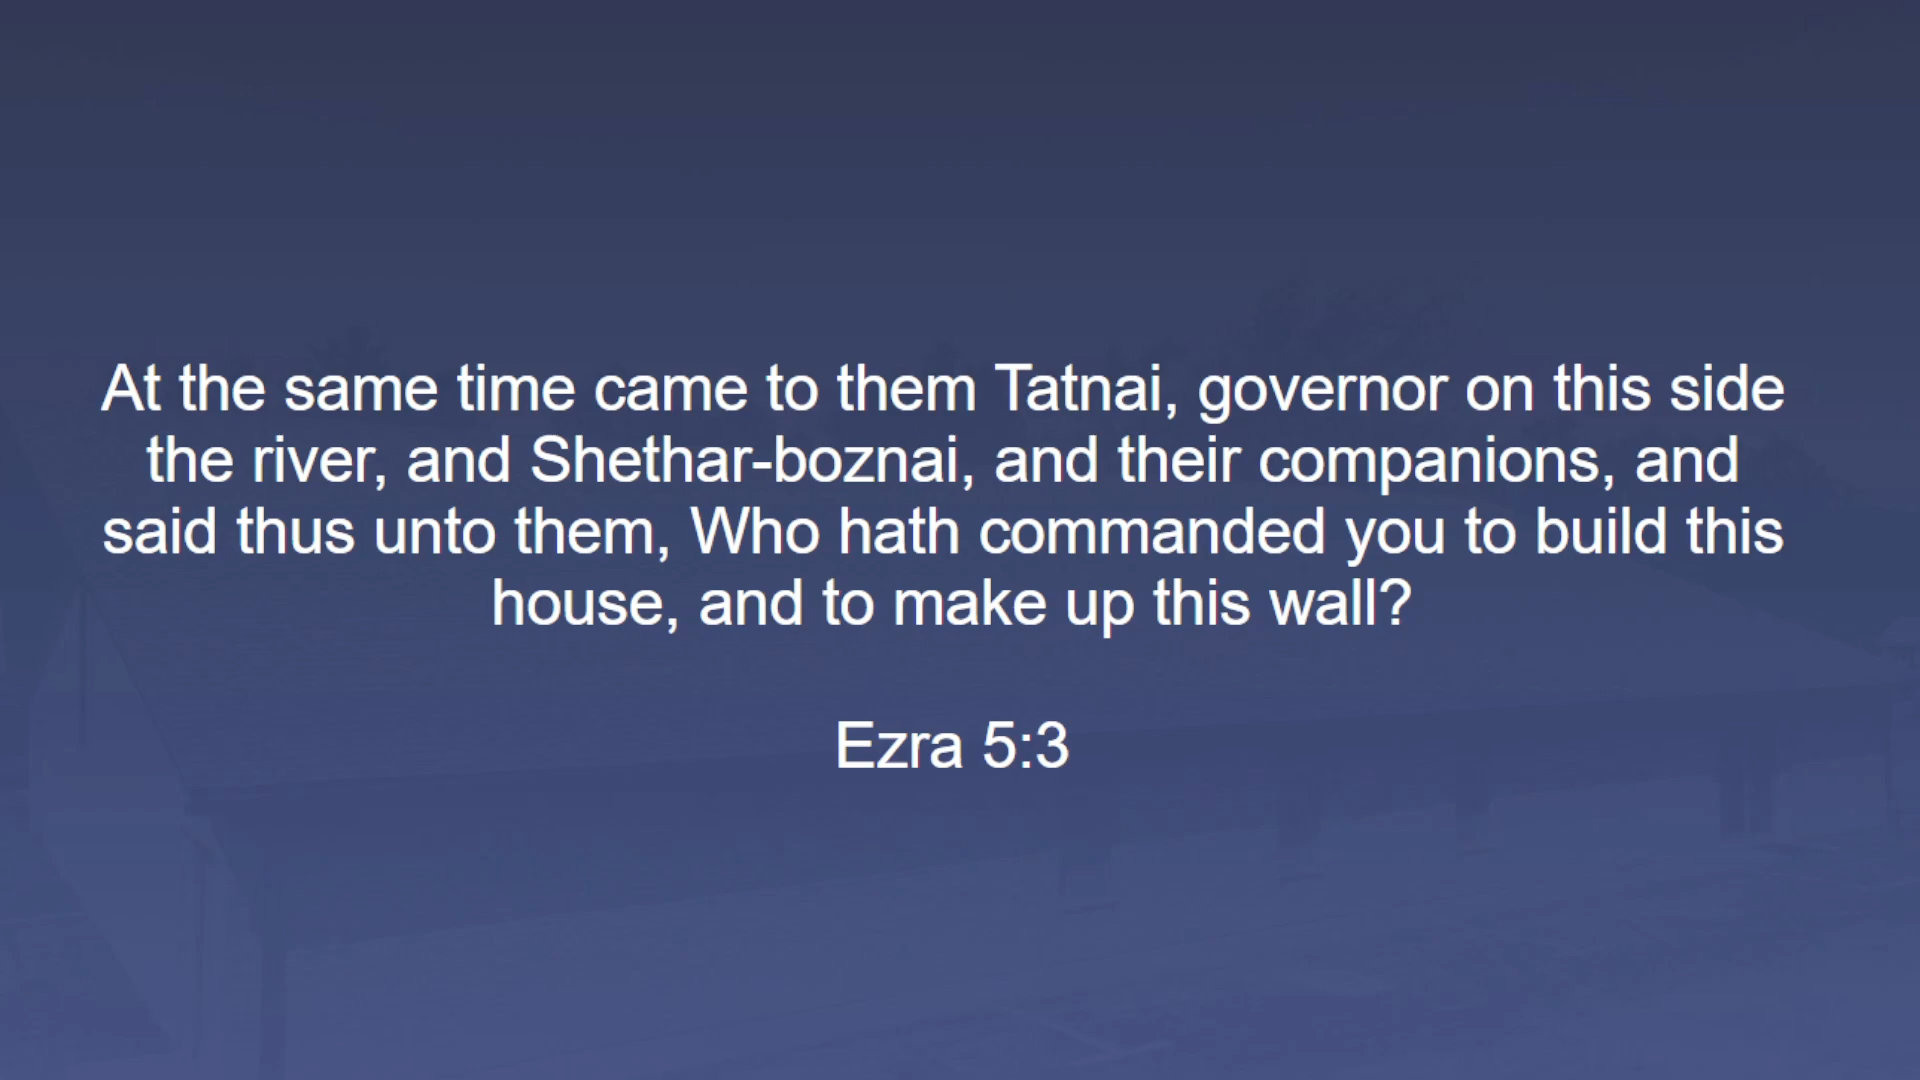 At the same time came to them Tatnai, governor on this side
the river, and Shethar-boznai, and their companions, and
said thus unto them, Who hath commanded you to build this
house, and to make up this wall?
Ezra 5:3